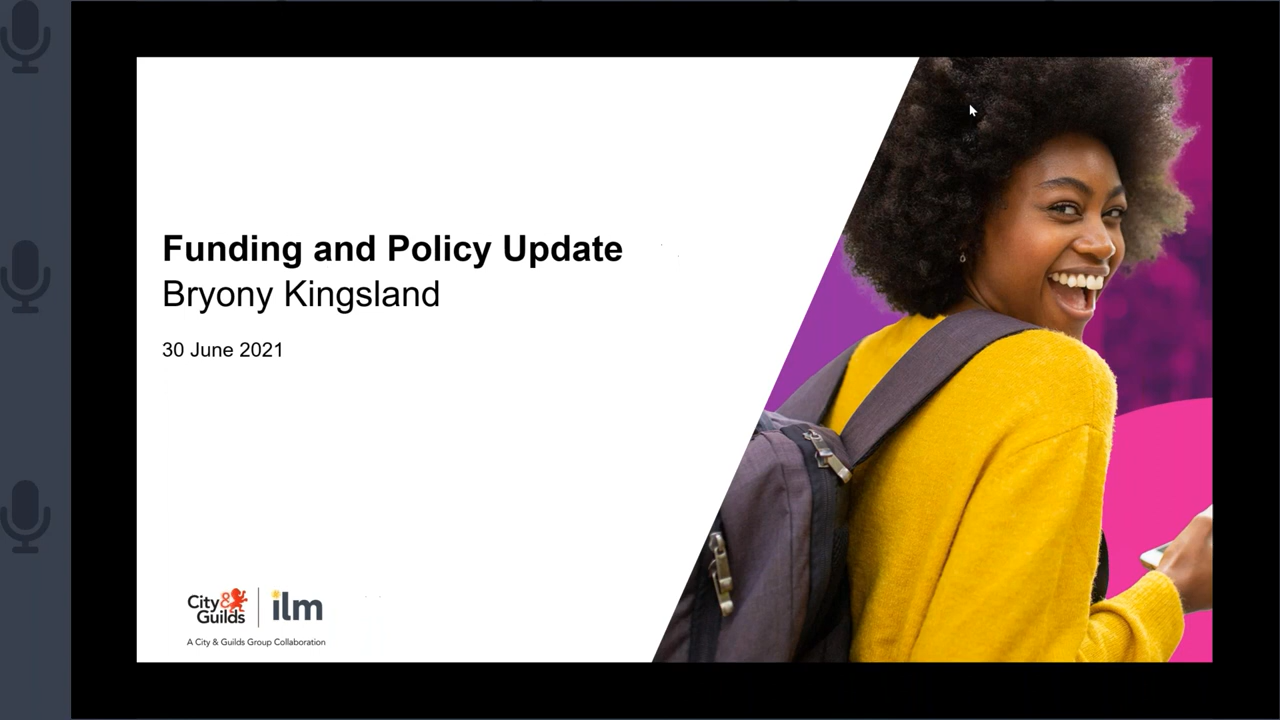 Funding and Policy Update
Bryony Kingsland
30 June 2021
City&
Guilds
ilm
A City & Guilds Group Collaboration